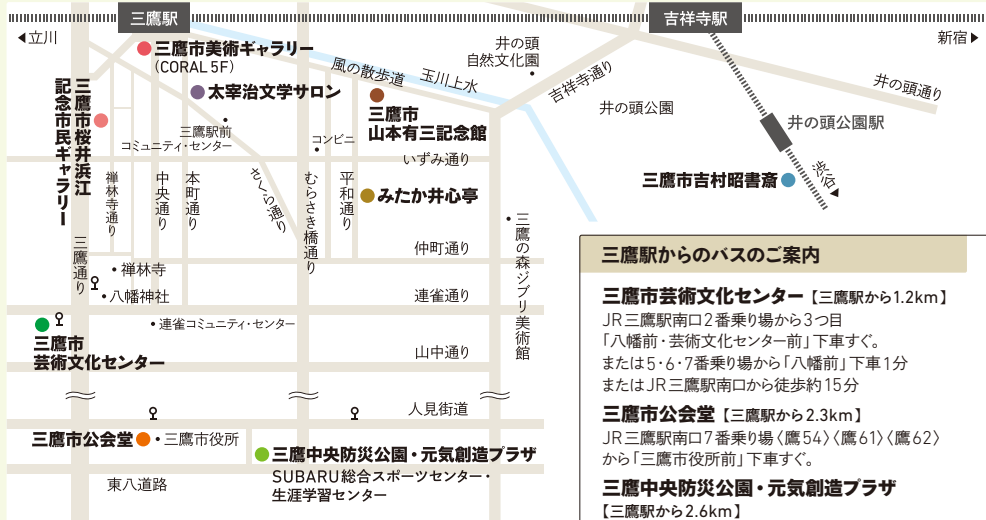 三鷹駅
吉祥寺駅
◀立川
新宿▶
三鷹市美術ギャラリー
(CORAL 5F)
太宰治文学サロン
風の散歩道
玉川上水
井の頭
自然文化園
吉祥寺通り
井の頭公園
井の頭通り
井の頭公園駅
渋谷▶
三鷹市吉村昭書斎
三鷹市桜井浜江
記念市民ギャラリー
三鷹駅前
コミュニティ・センター
コンビニ
三鷹市
山本有三記念館
いずみ通り
みたか井心亭
禅林寺通り
中央通り
本町通り
さくら通り
むらさき橋通り
平和通り
三鷹の森ジブリ美術館
三鷹通り
仲町通り
・禅林寺
・八幡神社
連雀通り
・連雀コミュニティ・センター
三鷹市
芸術文化センター
山中通り
人見街道
三鷹市公会堂
・三鷹市役所
三鷹中央防災公園・元気創造プラザ
SUBARU総合スポーツセンター・
生涯学習センター
東八道路
三鷹駅からのバスのご案内
三鷹市芸術文化センター【三鷹駅から1.2km】
JR三鷹駅南口2番乗り場から3つ目
「八幡前・芸術文化センター前」下車すぐ。
または5・6・7番乗り場から「八幡前」下車1分
またはJR三鷹駅南口から徒歩約15分
三鷹市公会堂【三鷹駅から2.3km】
JR三鷹駅南口7番乗り場〈鷹54〉〈鷹61〉〈鷹62〉
から「三鷹市役所前」下車すぐ。
三鷹中央防災公園・元気創造プラザ
【三鷹駅から2.6km】